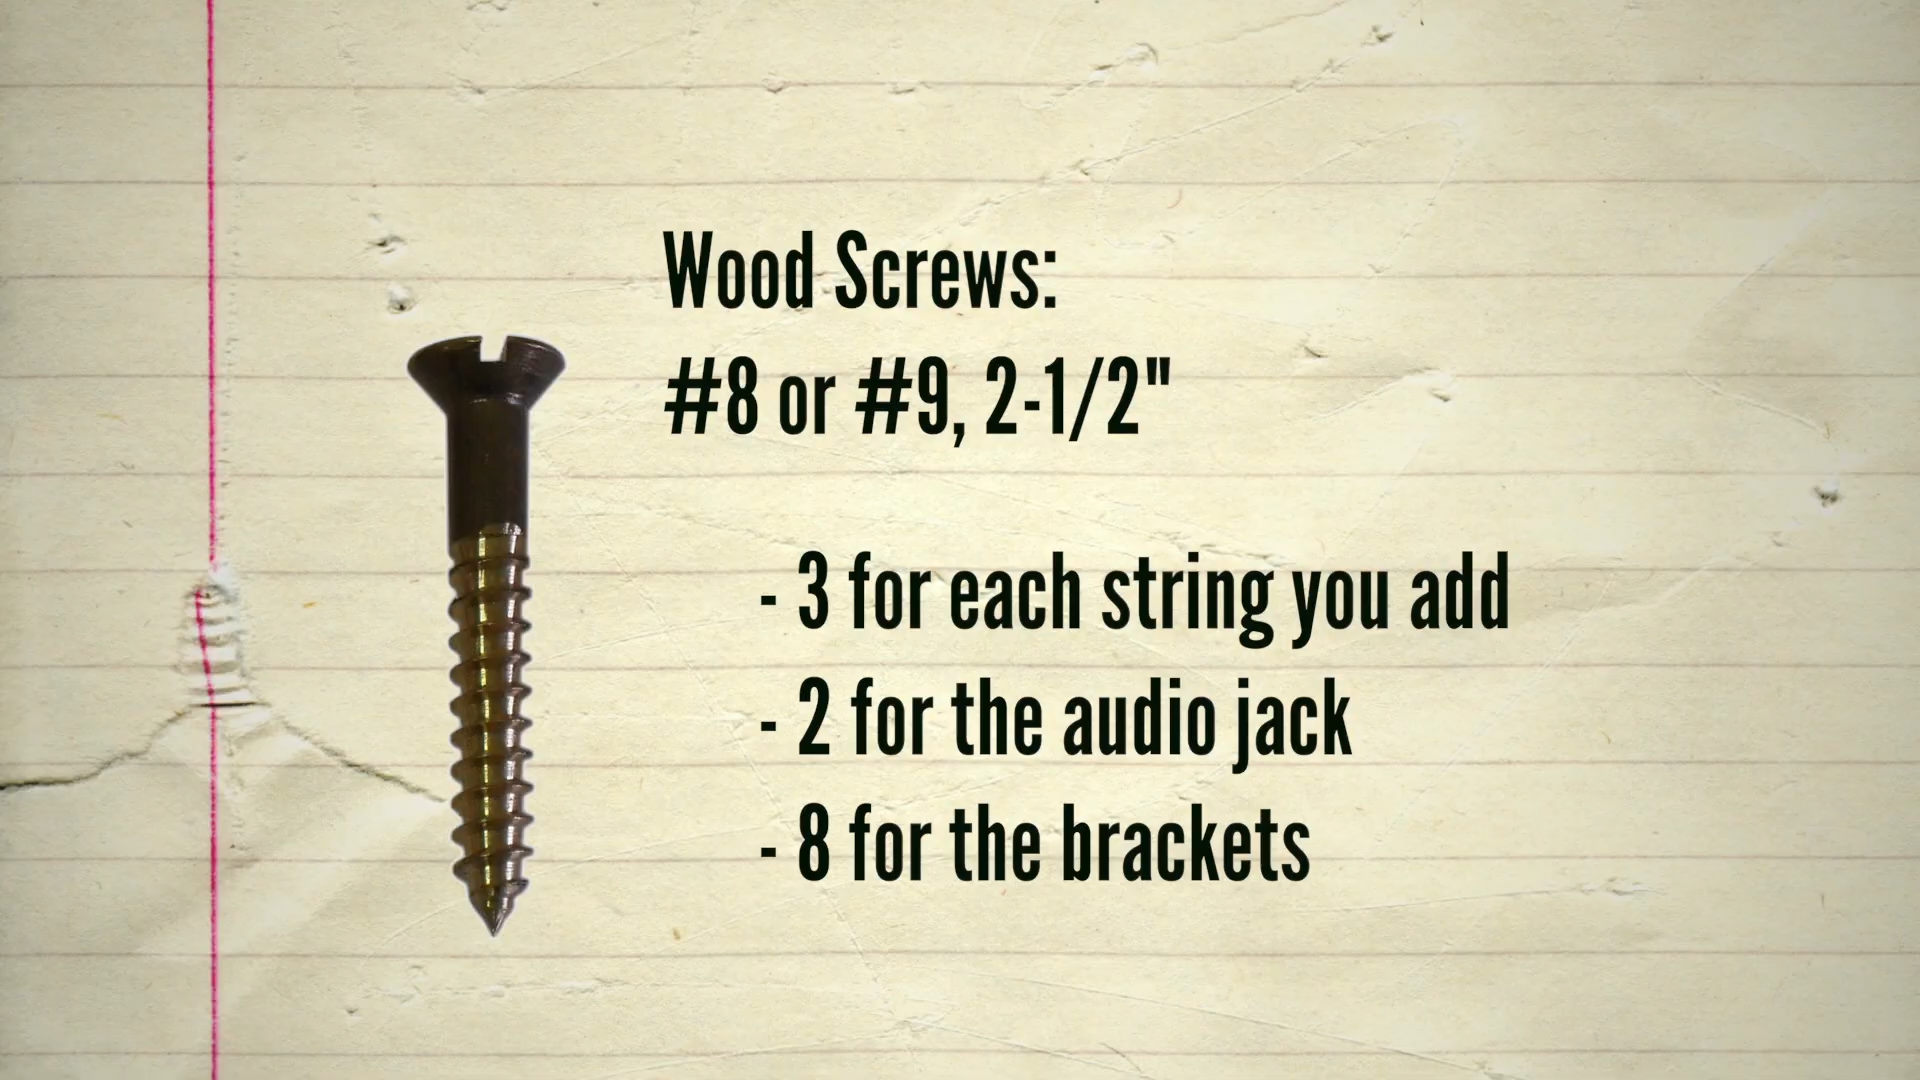 Wood Screws:
#8 or #9, 2-1/2"
- 3 for each string you add
- 2 for the audio jack
- 8 for the brackets